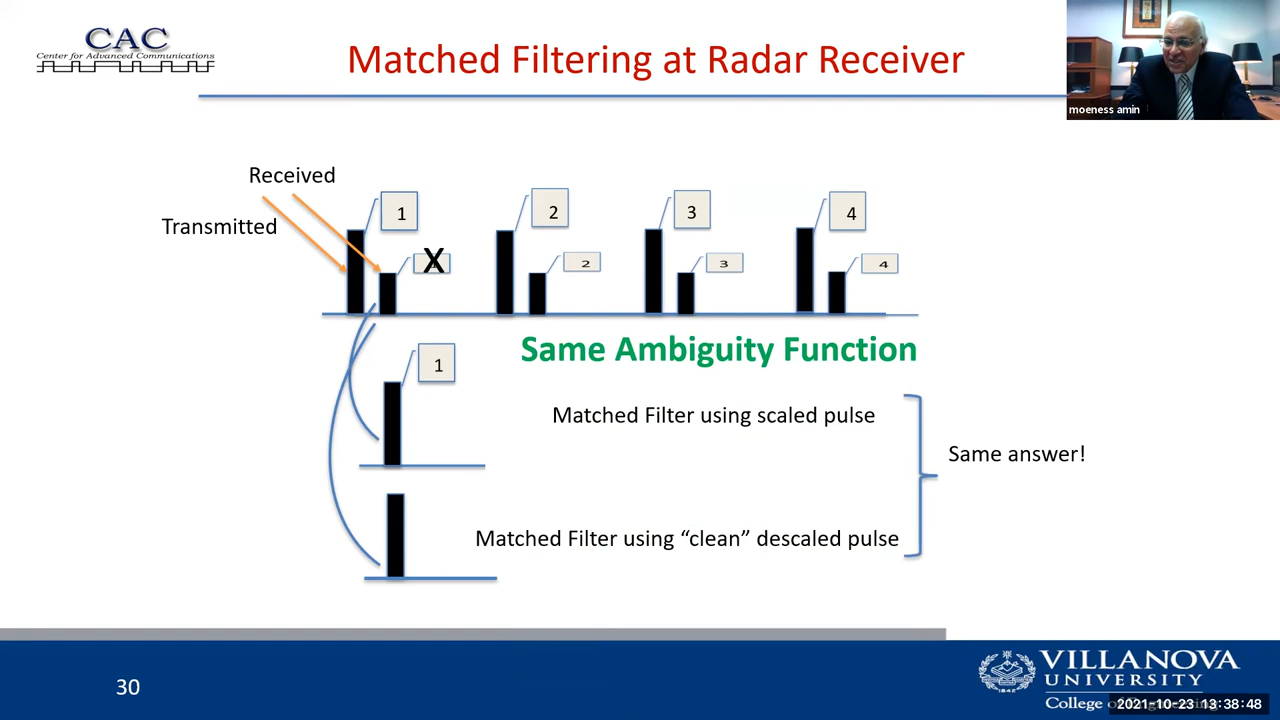 CAC
Center for Advanced Communications
Matched Filtering at Radar Receiver
moeness amin
Received
Transmitted
1
2
3
4
X
2
3
4
1
Same Ambiguity Function
Matched Filter using scaled pulse
Same answer!
Matched Filter using “clean” descaled pulse
30
1842
VILLANOVA
UNIVERSITY
College of
2021-10-23 13:38:48